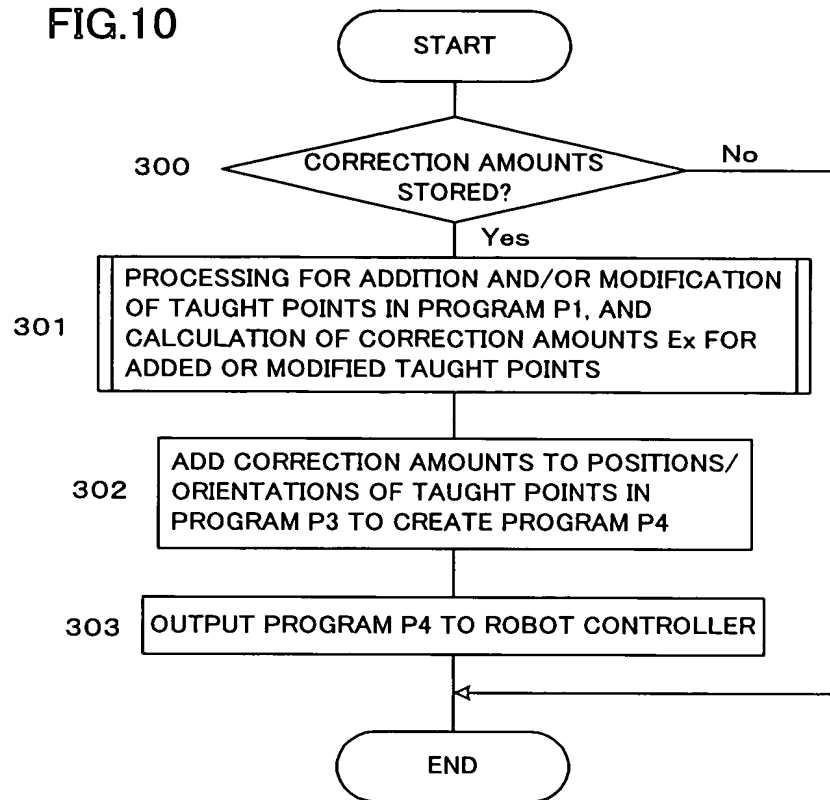 FIG.10
START
300
CORRECTION AMOUNTS
STORED?
No
Yes
301
PROCESSING FOR ADDITION AND/OR MODIFICATION
OF TAUGHT POINTS IN PROGRAM P1, AND
CALCULATION OF CORRECTION AMOUNTS Ex FOR
ADDED OR MODIFIED TAUGHT POINTS
302
ADD CORRECTION AMOUNTS TO POSITIONS/
ORIENTATIONS OF TAUGHT POINTS IN
PROGRAM P3 TO CREATE PROGRAM P4
303
OUTPUT PROGRAM P4 TO ROBOT CONTROLLER
END